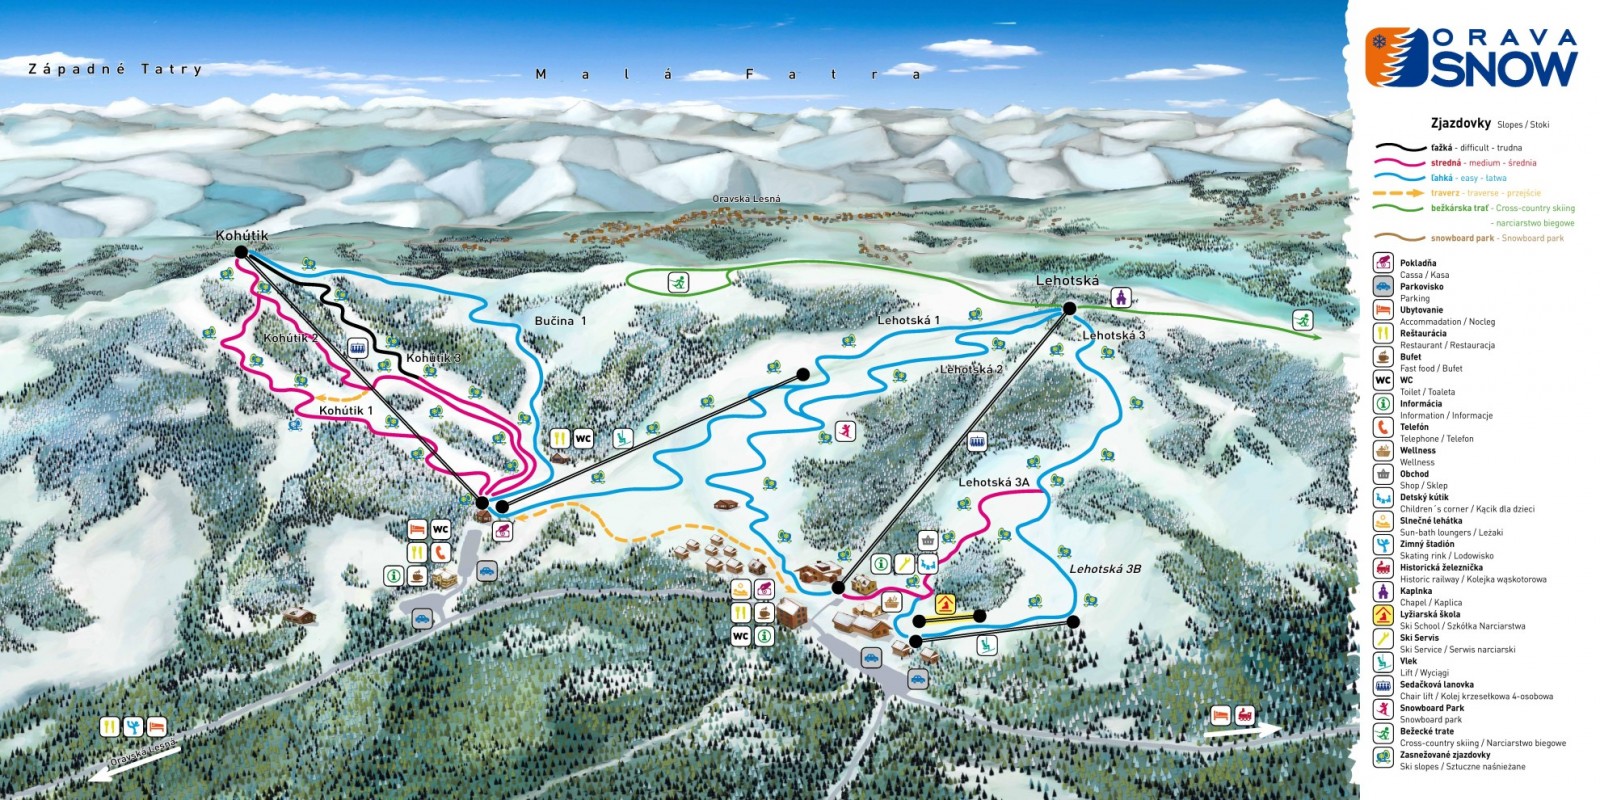 Západné Tatry
Malá Fatra
ORAVA
SNOW
Oravská Lesná
Kohútik
Lehotská
Bučina 1
Lehotská 1
Lehotská 3
Kohútik 2
Kohútik 3
Lehotská 2
Kohútik 1
WC
Lehotská 3A
WC
Lehotská 3B
WC
Oravská Lesná
Zjazdovky Slopes / Stoki
ťažká - difficult - trudna
stredná - medium - średnia
ľahká - easy - łatwa
traverz - traverse - przejście
bežkárska trať - Cross-country skiing
- narciarstwo biegowe
snowboard park - Snowboard park
Pokladňa
Cassa / Kasa
Parkovisko
Parking
Ubytovanie
Accommadation / Nocleg
Reštaurácia
Restaurant / Restauracja
Bufet
Fast food / Bufet
WC WC
Toilet / Toaleta
Informácia
Information / Informacje
Telefón
Telephone / Telefon
Wellness
Wellness
Obchod
Shop / Sklep
Detský kútik
Children´s corner / Kącik dla dzieci
Slnečné lehátka
Sun-bath loungers / Leżaki
Zimný štadión
Skating rink / Lodowisko
Historická železnička
Historic railway / Kolejka wąskotorowa
Kaplnka
Chapel / Kaplica
Lyžiarská škola
Ski School / Szkółka Narciarstwa
Ski Servis
Ski Service / Serwis narciarski
Vlek
Lift / Wyciągi
Sedačková lanovka
Chair lift / Kolej krzesełkowa 4-osobowa
Snowboard Park
Snowboard park
Bežecké trate
Cross-country skiing / Narciarstwo biegowe
Zasnežované zjazdovky
Ski slopes / Sztuczne naśnieżane